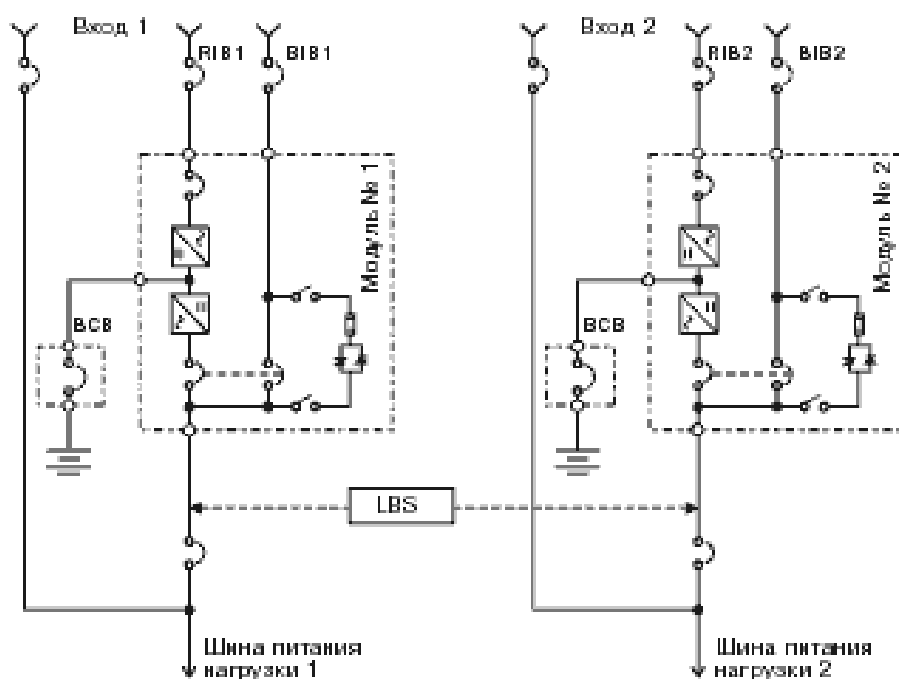 Вход 1
RIB1
BIB1
Модуль № 1
BCB
Вход 2
RIB2
BIB2
Модуль № 2
BCB
LBS
Шина питания
нагрузки 1
Шина питания
нагрузки 2